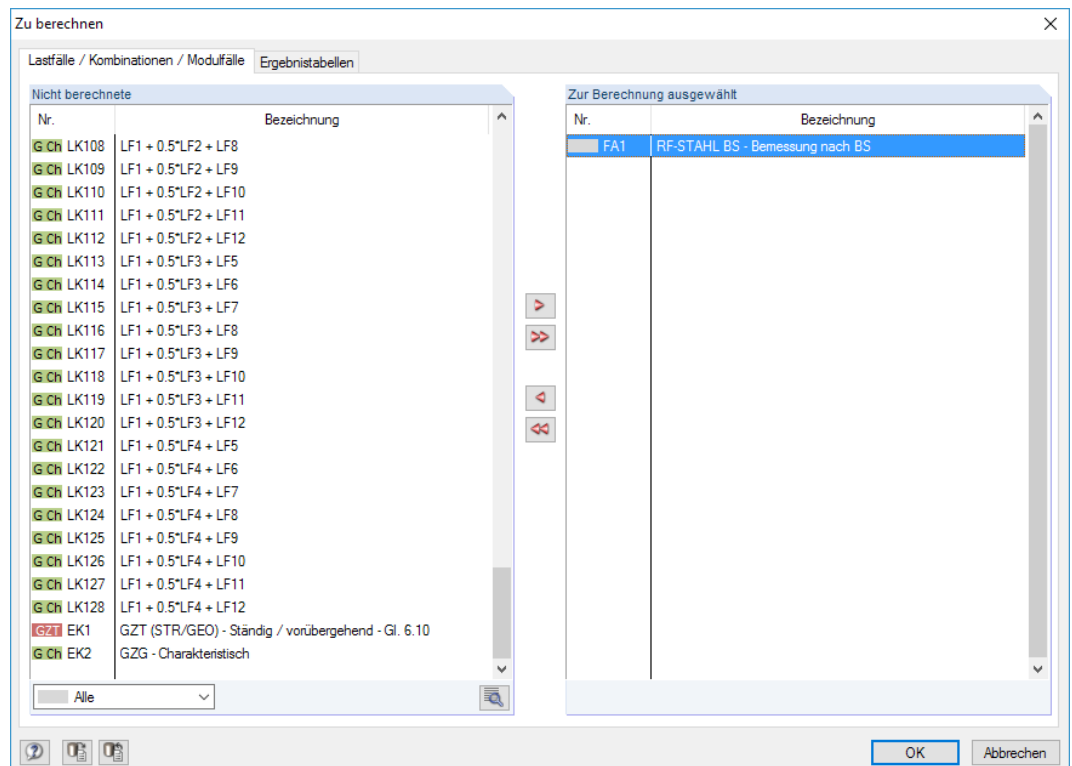 Zu berechnen
Lastfälle / Kombinationen / Modulfälle Ergebnistabellen
Nicht berechnete
Nr. Bezeichnung
G Ch LK108 LF1 + 0.5*LF2 + LF8
G Ch LK109 LF1 + 0.5*LF2 + LF9
G Ch LK110 LF1 + 0.5*LF2 + LF10
G Ch LK111 LF1 + 0.5*LF2 + LF11
G Ch LK112 LF1 + 0.5*LF2 + LF12
G Ch LK113 LF1 + 0.5*LF3 + LF5
G Ch LK114 LF1 + 0.5*LF3 + LF6
G Ch LK115 LF1 + 0.5*LF3 + LF7
G Ch LK116 LF1 + 0.5*LF3 + LF8
G Ch LK117 LF1 + 0.5*LF3 + LF9
G Ch LK118 LF1 + 0.5*LF3 + LF10
G Ch LK119 LF1 + 0.5*LF3 + LF11
G Ch LK120 LF1 + 0.5*LF3 + LF12
G Ch LK121 LF1 + 0.5*LF4 + LF5
G Ch LK122 LF1 + 0.5*LF4 + LF6
G Ch LK123 LF1 + 0.5*LF4 + LF7
G Ch LK124 LF1 + 0.5*LF4 + LF8
G Ch LK125 LF1 + 0.5*LF4 + LF9
G Ch LK126 LF1 + 0.5*LF4 + LF10
G Ch LK127 LF1 + 0.5*LF4 + LF11
G Ch LK128 LF1 + 0.5*LF4 + LF12
GZT EK1 GZT (STR/GEO) - Ständig / vorübergehend - Gl. 6.10
G Ch EK2 GZG - Charakteristisch
Alle
Zur Berechnung ausgewählt
Nr. Bezeichnung
FA1 RF-STAHL BS - Bemessung nach BS
OK Abbrechen